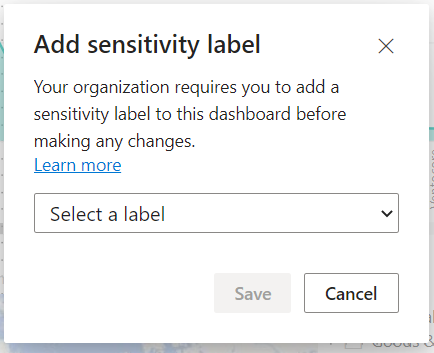 Add sensitivity label
Your organization requires you to add a
sensitivity label to this dashboard before
making any changes.
Learn more
Select a label
Save
Cancel